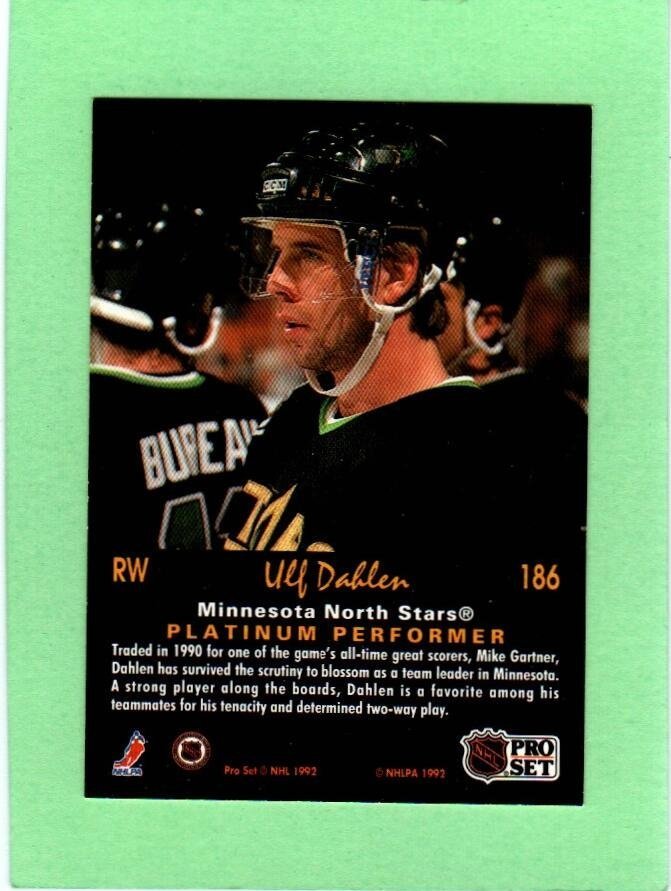 CCM
BUREAU
RW Ulf Dahlen 186
Minnesota North Stars®
PLATINUM PERFORMER
Traded in 1990 for one of the game's all-time great scorers, Mike Gartner,
Dahlen has survived the scrutiny to blossom as a team leader in Minnesota.
A strong player along the boards, Dahlen is a favorite among his
teammates for his tenacity and determined two-way play.
NHLPA
Pro Set © NHL 1992 © NHLPA 1992
NHL
PRO
SET